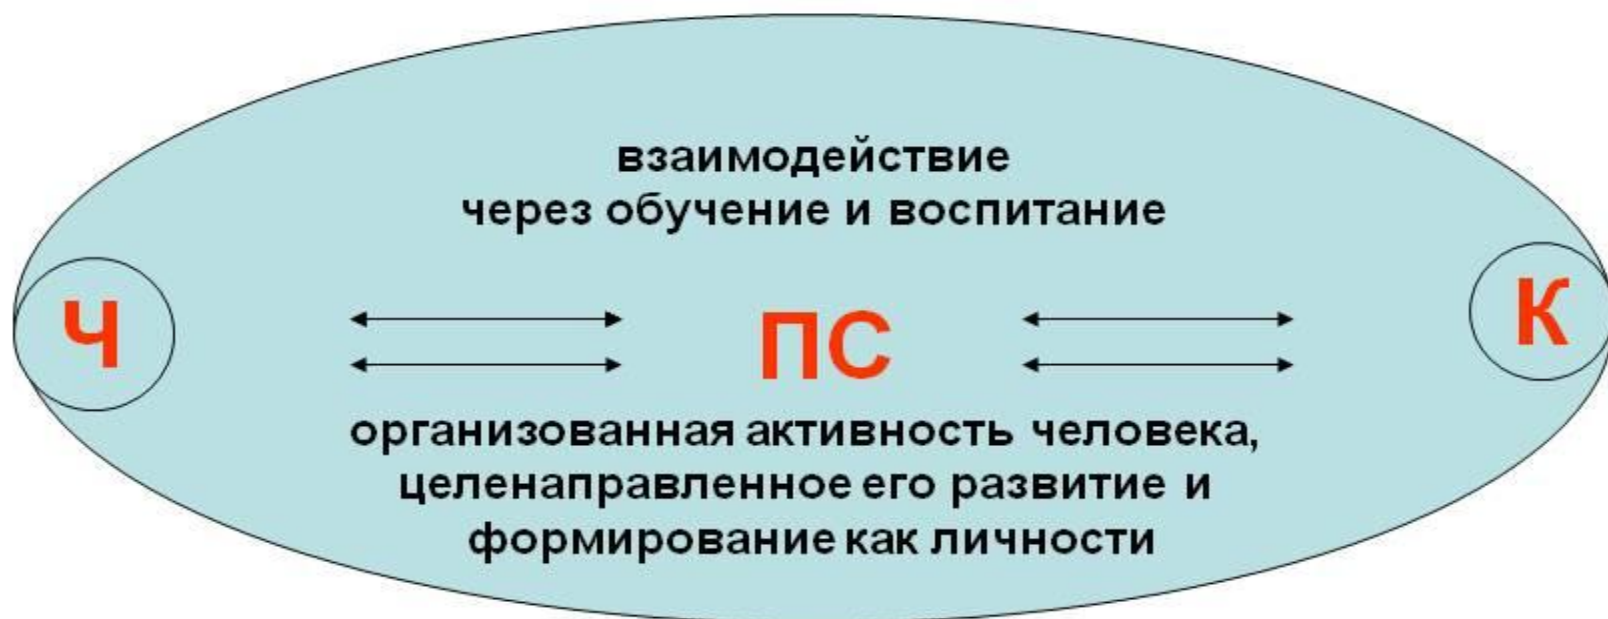 взаимодействие
через обучение и воспитание
Ч
ПС
К
организованная активность человека,
целенаправленное его развитие и
формирование как личности